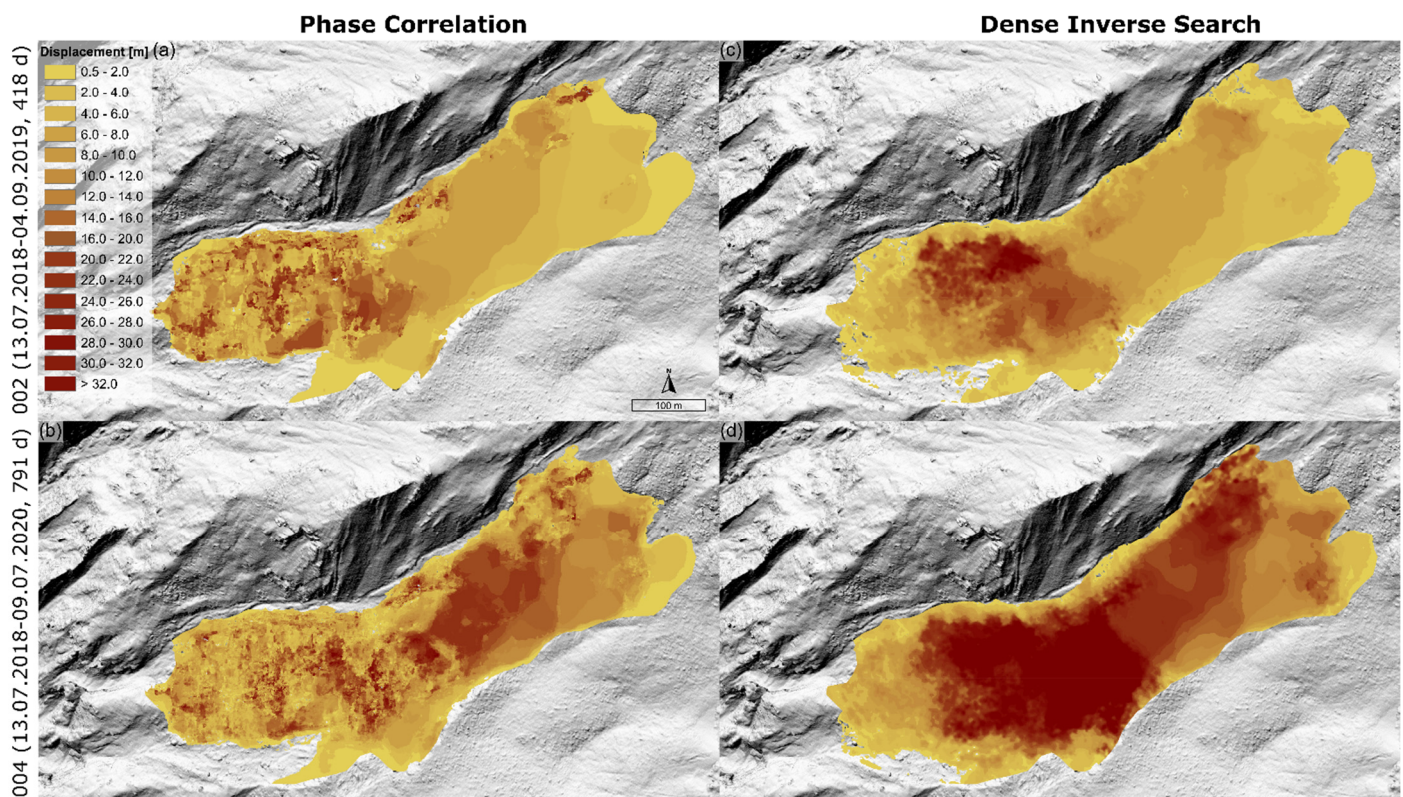 Phase Correlation
Dense Inverse Search
002 (13.07.2018-04.09.2019, 418 d)
Displacement [m]
(a)
0.5 - 2.0
2.0 - 4.0
4.0 - 6.0
6.0 - 8.0
8.0 - 10.0
10.0 - 12.0
12.0 - 14.0
14.0 - 16.0
16.0 - 20.0
20.0 - 22.0
22.0 - 24.0
24.0 - 26.0
26.0 - 28.0
28.0 - 30.0
30.0 - 32.0
> 32.0
N
100 m
(c)
004 (13.07.2018-09.07.2020, 791 d)
(b)
(d)